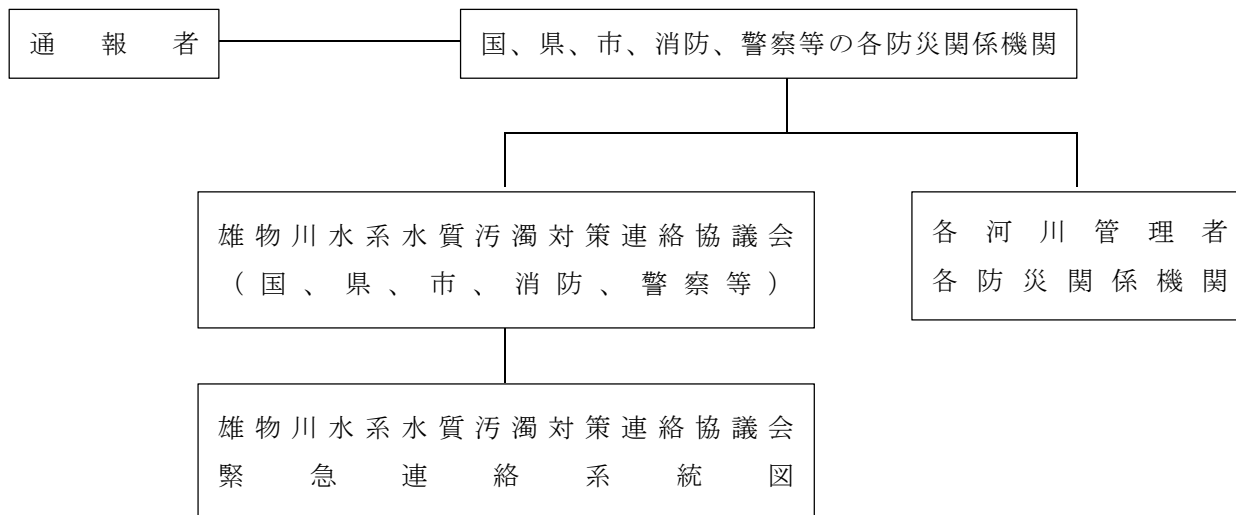 通報者
国、県、市、消防、警察等の各防災関係機関
雄物川水系水質汚濁対策連絡協議会
（国、県、市、消防、警察等）
各河川管理者
各防災関係機関
雄物川水系水質汚濁対策連絡協議会
緊急連絡系統図